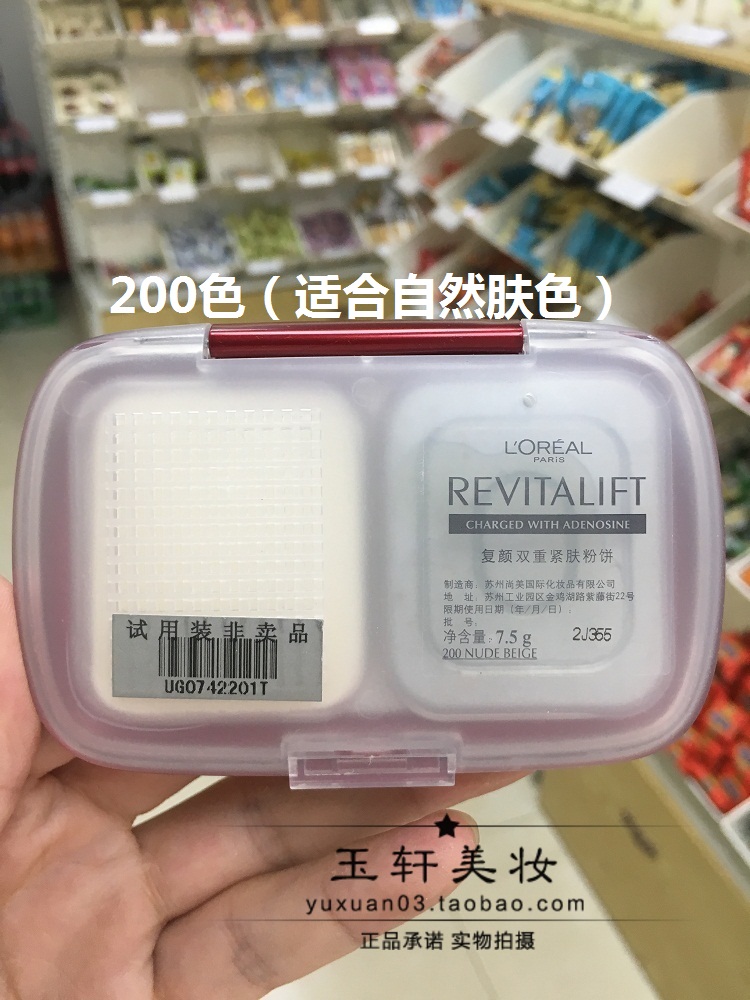 200色（适合自然肤色）
L'ORÉAL
PARIS
REVITALIFT
CHARGED WITH ADENOSINE
复颜双重紧肤粉饼
制造商：苏州尚美国际化妆品有限公司
地 址：苏州工业园区金鸡湖路紫藤街22号
限期使用日期（年/月/日）：
批 号：
净含量：7.5 g 2J355
200 NUDE BEIGE
试用装非卖品
UG0742201T
玉轩美妆
yuxuan03.taobao.com
正品承诺 实物拍摄